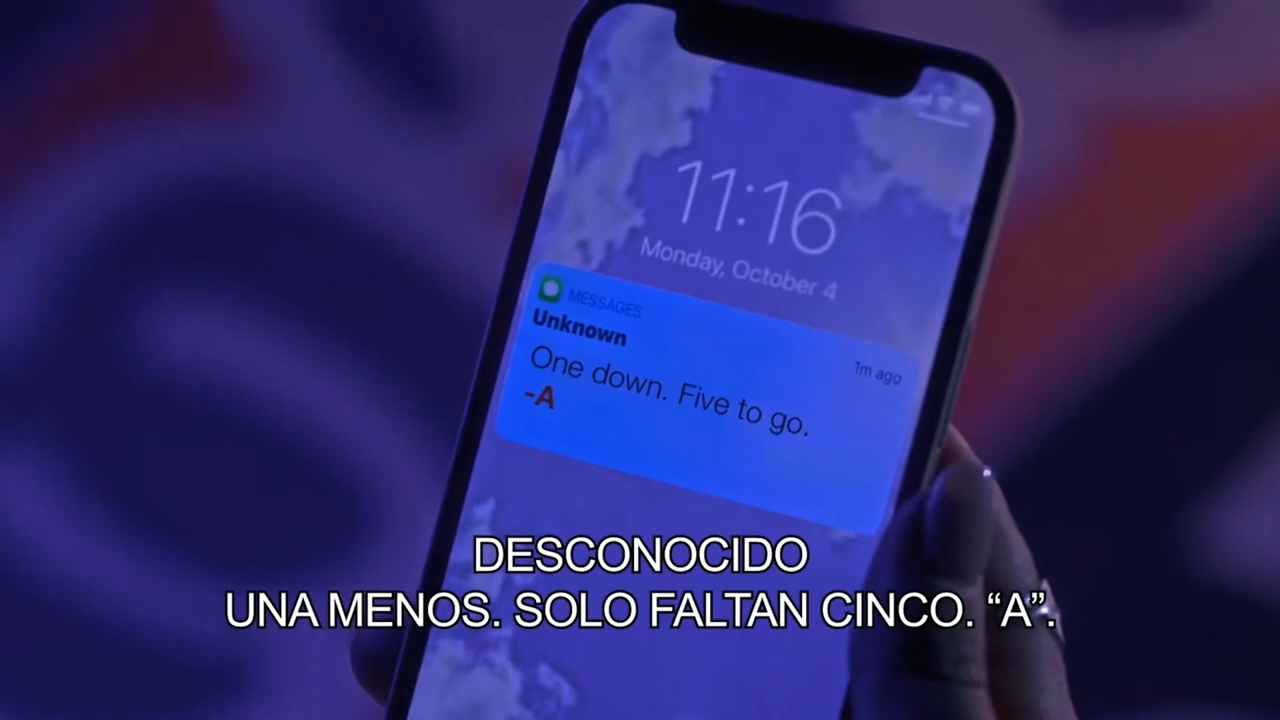 11:16
Monday, October 4
MESSAGES
Unknown
1m ago
One down. Five to go.
-A
DESCONOCIDO
UNA MENOS. SOLO FALTAN CINCO. “A”.